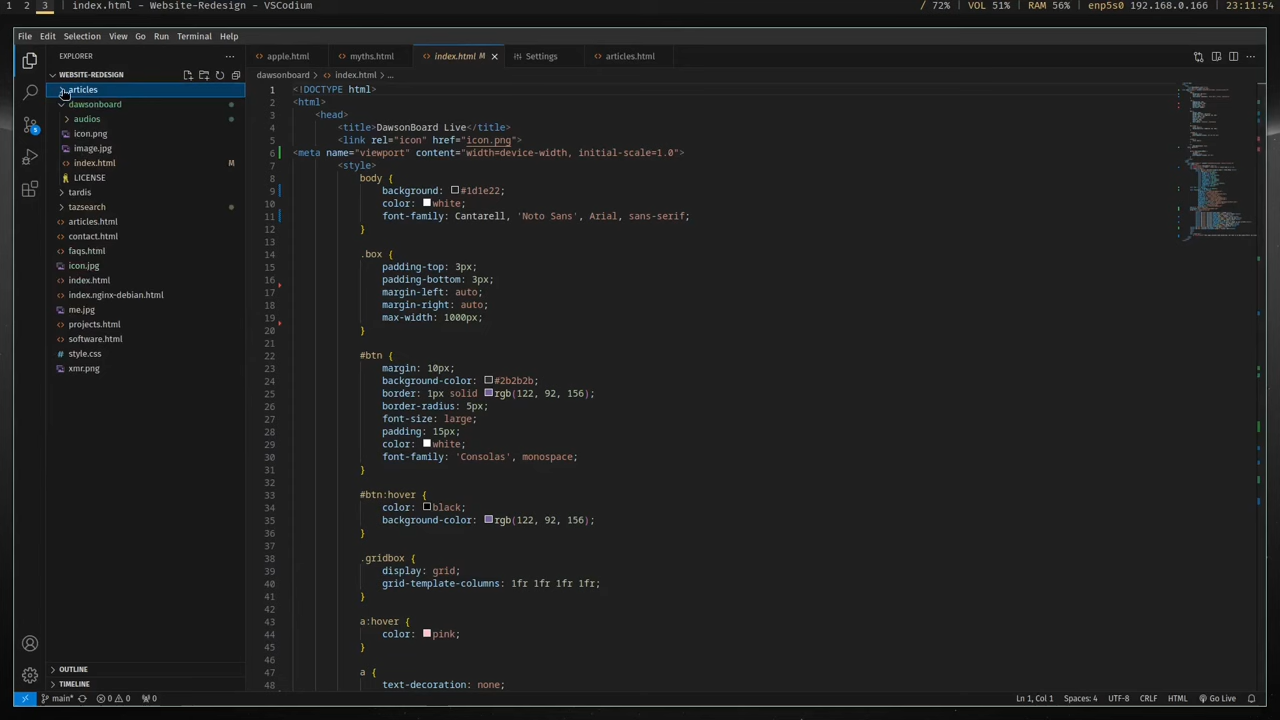 1 2 3 index.html - Website-Redesign - VSCodium / 72% VOL 51% RAM 56% enp5s0 192.168.0.166 23:11:54
File Edit Selection View Go Run Terminal Help
EXPLORER
WEBSITE-REDESIGN
articles
dawsonboard
audios
icon.png
image.jpg
index.html M
LICENSE
tardis
tazsearch
articles.html
contact.html
faqs.html
icon.jpg
index.html
index.nginx-debian.html
me.jpg
projects.html
software.html
style.css
xmr.png
OUTLINE
TIMELINE
5
apple.html myths.html index.html M Settings articles.html
dawsonboard index.html ...
1 <!DOCTYPE html>
2 <html>
3 <head>
4 <title>DawsonBoard Live</title>
5 <link rel="icon" href="icon.png">
6 <meta name="viewport" content="width=device-width, initial-scale=1.0">
7 <style>
8 body {
9 background: #1d1e22;
10 color: white;
11 font-family: Cantarell, 'Noto Sans', Arial, sans-serif;
12 }
13
14 .box {
15 padding-top: 3px;
16 padding-bottom: 3px;
17 margin-left: auto;
18 margin-right: auto;
19 max-width: 1000px;
20 }
21
22 #btn {
23 margin: 10px;
24 background-color: #2b2b2b;
25 border: 1px solid rgb(122, 92, 156);
26 border-radius: 5px;
27 font-size: large;
28 padding: 15px;
29 color: white;
30 font-family: 'Consolas', monospace;
31 }
32
33 #btn:hover {
34 color: black;
35 background-color: rgb(122, 92, 156);
36 }
37
38 .gridbox {
39 display: grid;
40 grid-template-columns: 1fr 1fr 1fr 1fr;
41 }
42
43 a:hover {
44 color: pink;
45 }
46
47 a {
48 text-decoration: none;
main* 0 0 0 Ln 1, Col 1 Spaces: 4 UTF-8 CRLF HTML Go Live